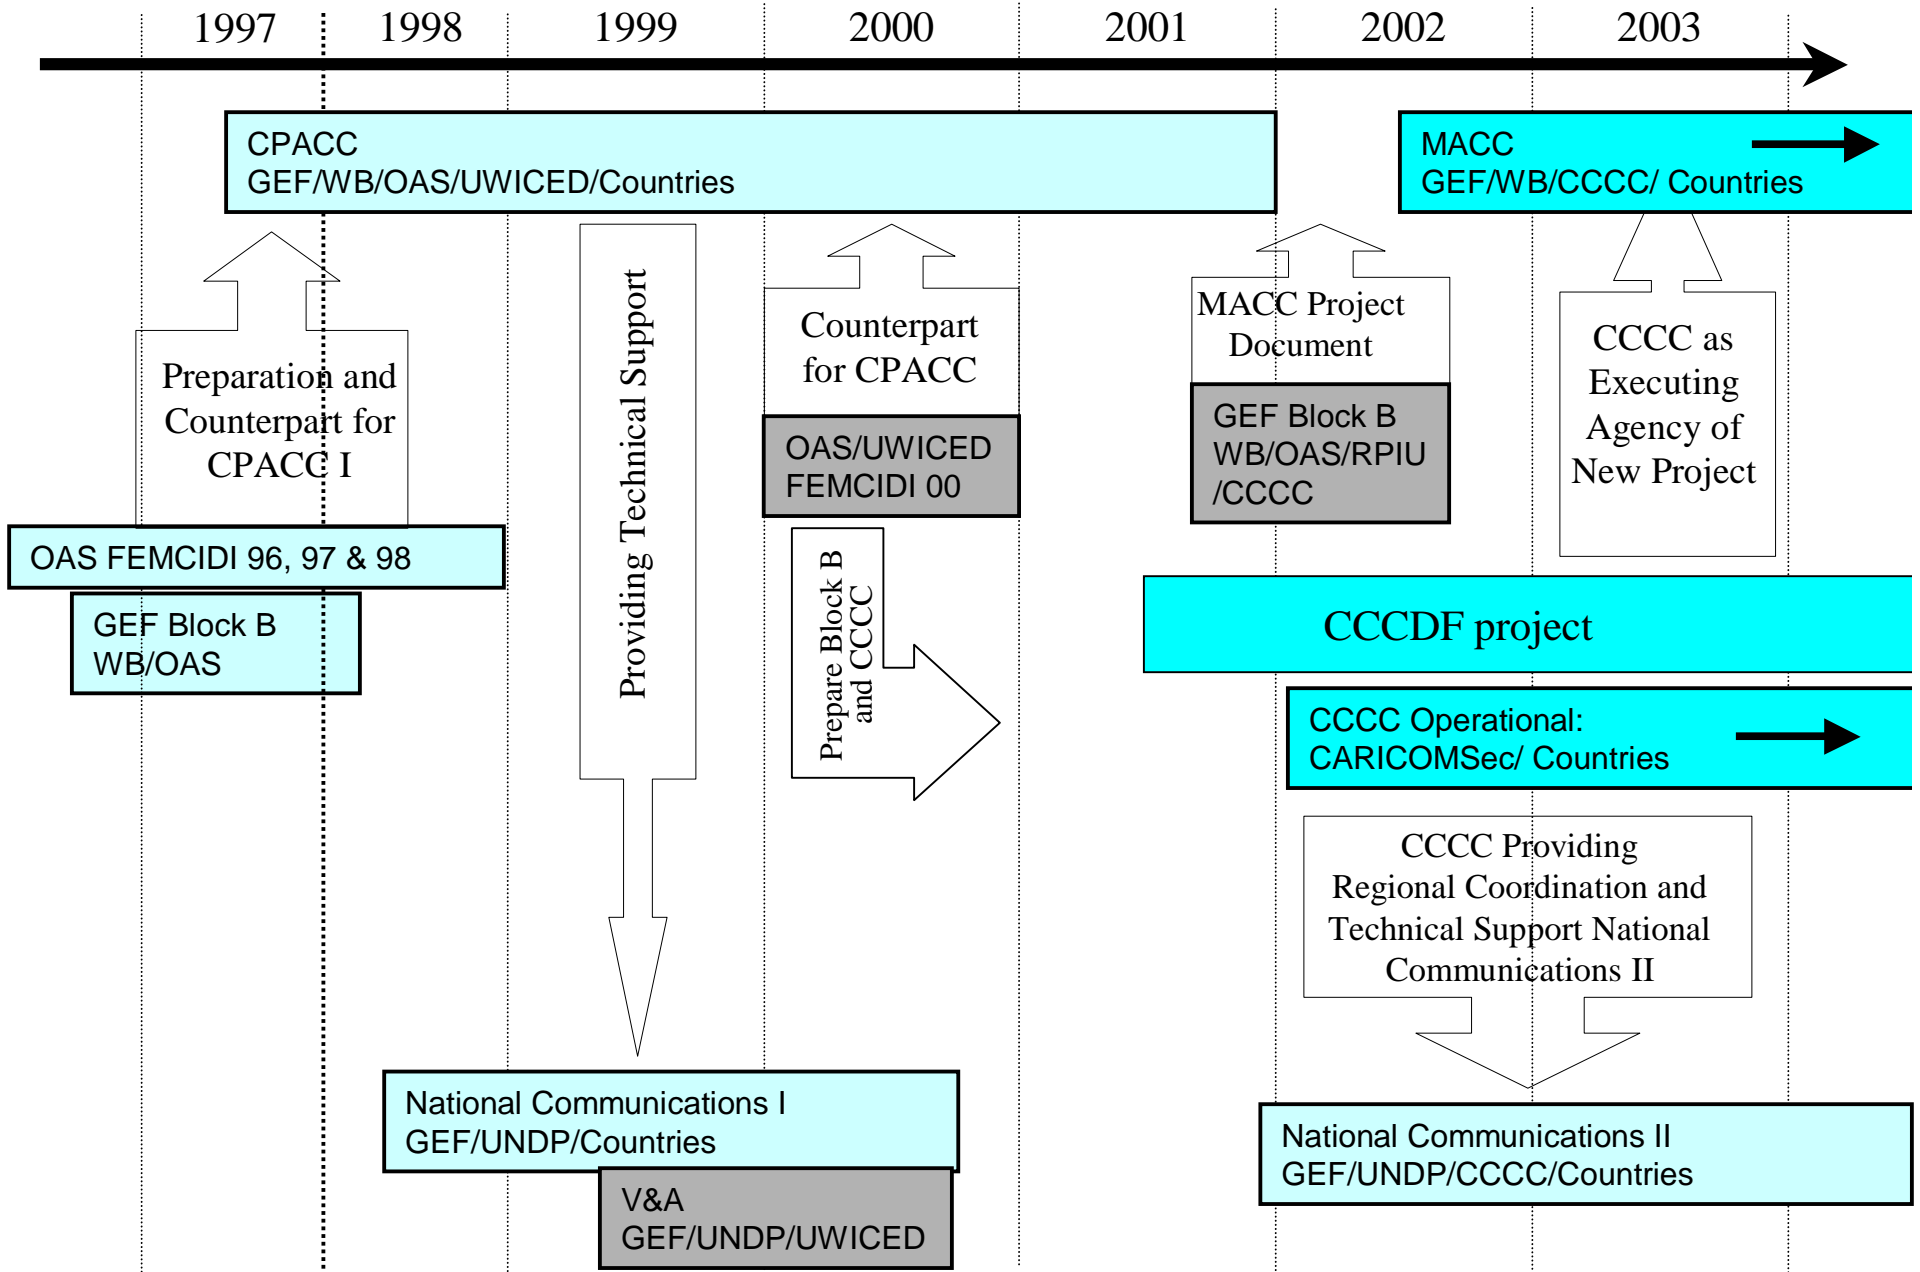 1997
1998
1999
2000
2001
2002
2003
CPACC
GEF/WB/OAS/UWICED/Countries
MACC
GEF/WB/CCCC/ Countries
Preparation and
Counterpart for
CPACC I
Providing Technical Support
Counterpart
for CPACC
MACC Project
Document
CCCC as
Executing
Agency of
New Project
OAS/UWICED
FEMCIDI 00
GEF Block B
WB/OAS/RPIU
/CCCC
OAS FEMCIDI 96, 97 & 98
GEF Block B
WB/OAS
Prepare Block B
and CCCC
CCCDF project
CCCC Operational:
CARICOMSec/ Countries
CCCC Providing
Regional Coordination and
Technical Support National
Communications II
National Communications I
GEF/UNDP/Countries
V&A
GEF/UNDP/UWICED
National Communications II
GEF/UNDP/CCCC/Countries